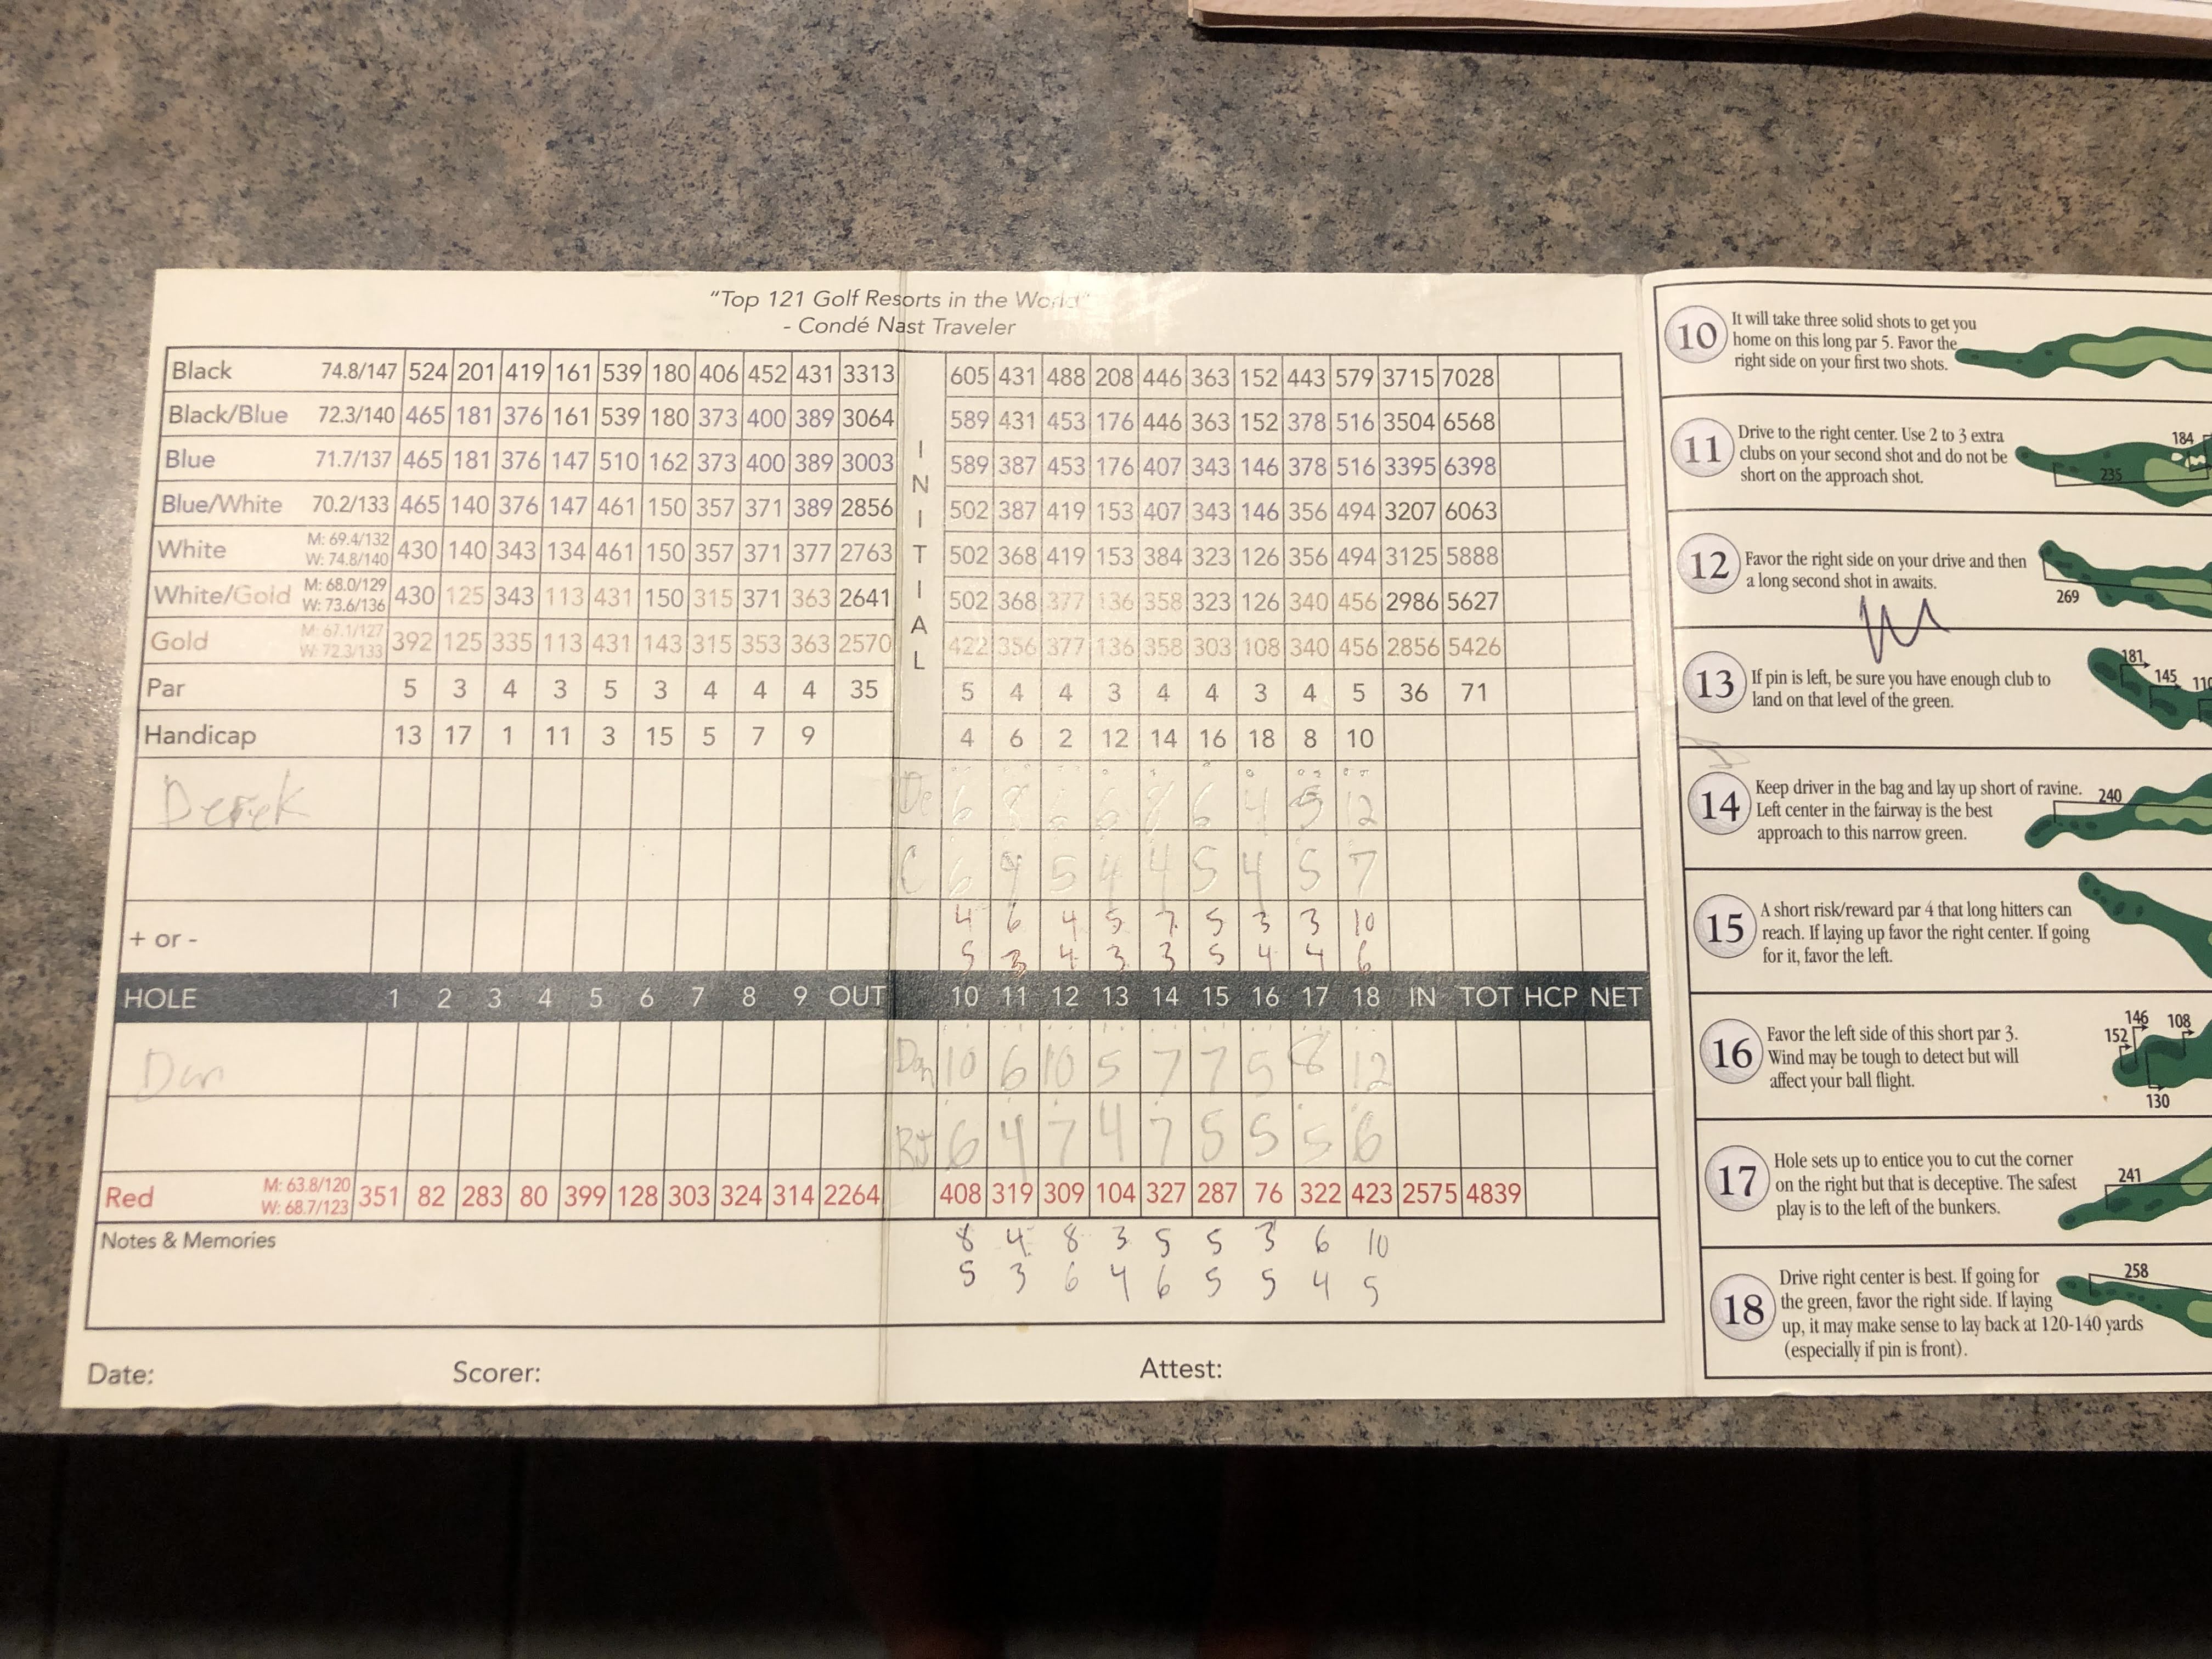 "Top 121 Golf Resorts in the World"
- Condé Nast Traveler
Black 74.8/147 524 201 419 161 539 180 406 452 431 3313 605 431 488 208 446 363 152 443 579 3715 7028
Black/Blue 72.3/140 465 181 376 161 539 180 373 400 389 3064 589 431 453 176 446 363 152 378 516 3504 6568
Blue 71.7/137 465 181 376 147 510 162 373 400 389 3003 589 387 453 176 407 343 146 378 516 3395 6398
Blue/White 70.2/133 465 140 376 147 461 150 357 371 389 2856 502 387 419 153 407 343 146 356 494 3207 6063
White M: 69.4/132 W: 74.8/140 430 140 343 134 461 150 357 371 377 2763 502 368 419 153 384 323 126 356 494 3125 5888
White/Gold M: 68.0/129 W: 73.6/136 430 125 343 113 431 150 315 371 363 2641 502 368 377 136 358 323 126 340 456 2986 5627
Gold M: 67.1/127 W: 72.3/133 392 125 335 113 431 143 315 353 363 2570 422 356 377 136 358 303 108 340 456 2856 5426
INITIAL
Par 5 3 4 3 5 3 4 4 4 35 5 4 4 3 4 4 3 4 5 36 71
Handicap 13 17 1 11 3 15 5 7 9 4 6 2 12 14 16 18 8 10
Derek De 6 8 6 6 8 6 4 5 12
C 6 5 4 4 5 4 5 7
4 6 4 5 7 5 3 3 10
+ or -
5 3 4 3 3 5 4 4 6
HOLE 1 2 3 4 5 6 7 8 9 OUT 10 11 12 13 14 15 16 17 18 IN TOT HCP NET
Dan Dan 10 6 10 5 7 7 5 8 12
RJ 6 4 7 4 7 5 5 5 6
Red M: 63.8/120 W: 68.7/123 351 82 283 80 399 128 303 324 314 2264 408 319 309 104 327 287 76 322 423 2575 4839
Notes & Memories
8 4 8 3 5 5 3 6 10
5 3 6 4 6 5 5 4 5
Date: Scorer: Attest:
10 It will take three solid shots to get you
home on this long par 5. Favor the
right side on your first two shots.
11 Drive to the right center. Use 2 to 3 extra
clubs on your second shot and do not be
short on the approach shot.
184
235
12 Favor the right side on your drive and then
a long second shot in awaits.
269
13 If pin is left, be sure you have enough club to
land on that level of the green.
181
145
110
14 Keep driver in the bag and lay up short of ravine.
Left center in the fairway is the best
approach to this narrow green.
240
15 A short risk/reward par 4 that long hitters can
reach. If laying up favor the right center. If going
for it, favor the left.
16 Favor the left side of this short par 3.
Wind may be tough to detect but will
affect your ball flight.
146
108
152
130
17 Hole sets up to entice you to cut the corner
on the right but that is deceptive. The safest
play is to the left of the bunkers.
241
18 Drive right center is best. If going for
the green, favor the right side. If laying
up, it may make sense to lay back at 120-140 yards
(especially if pin is front).
258